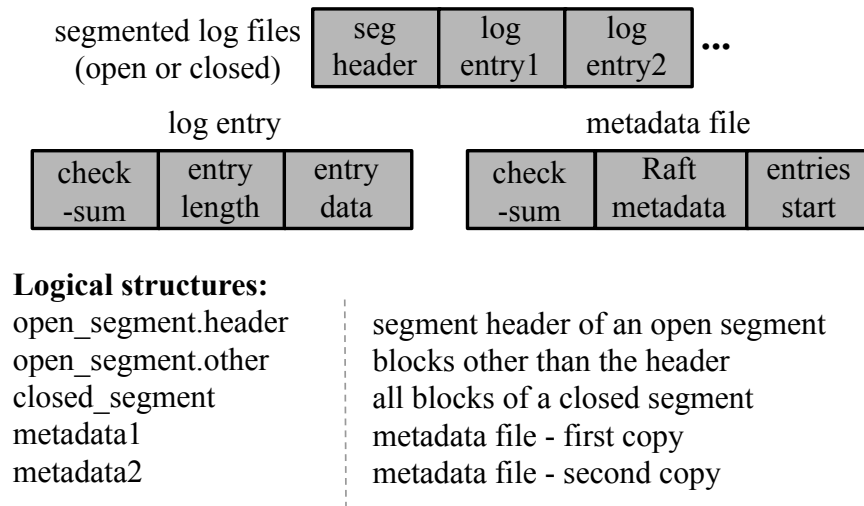 segmented log files
(open or closed)
seg header
log entry1
log entry2
...
log entry
check-sum
entry length
entry data
metadata file
check-sum
Raft metadata
entries start
Logical structures:
open_segment.header segment header of an open segment
open_segment.other blocks other than the header
closed_segment all blocks of a closed segment
metadata1 metadata file - first copy
metadata2 metadata file - second copy